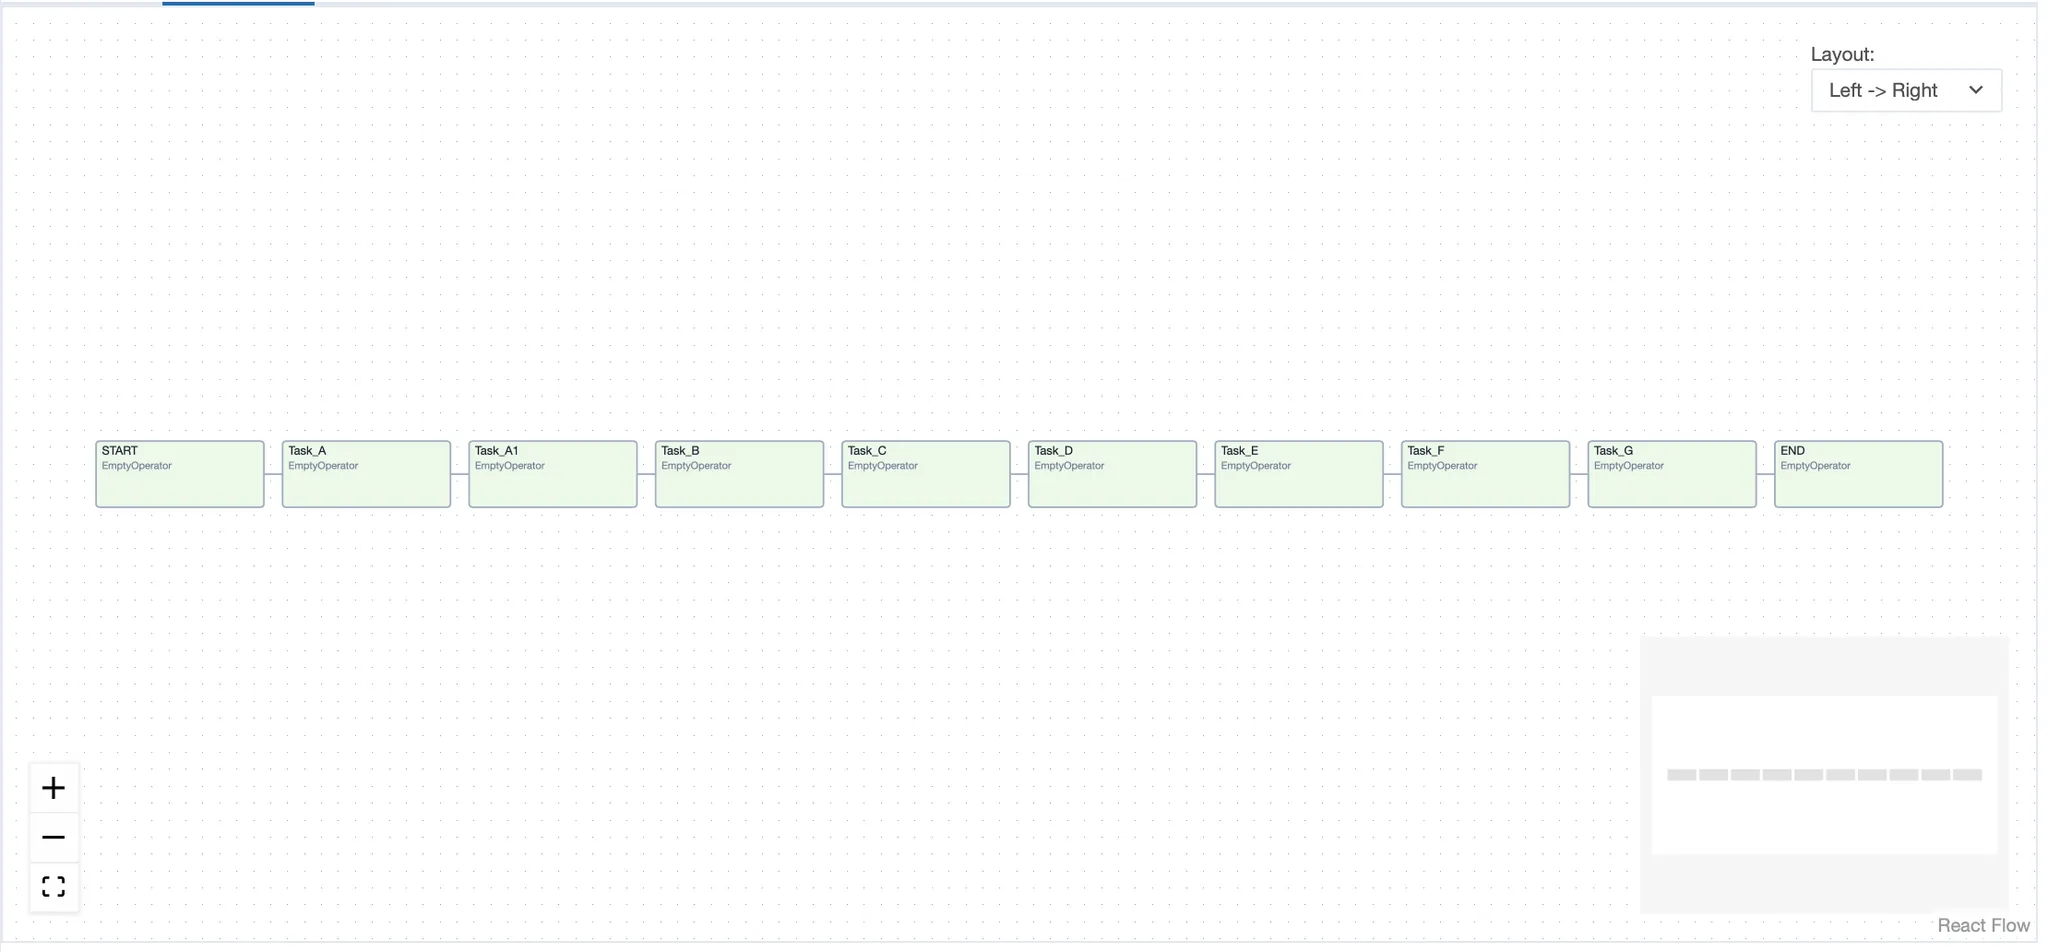 Layout:
Left -> Right
START
EmptyOperator
Task_A
EmptyOperator
Task_A1
EmptyOperator
Task_B
EmptyOperator
Task_C
EmptyOperator
Task_D
EmptyOperator
Task_E
EmptyOperator
Task_F
EmptyOperator
Task_G
EmptyOperator
END
EmptyOperator
React Flow